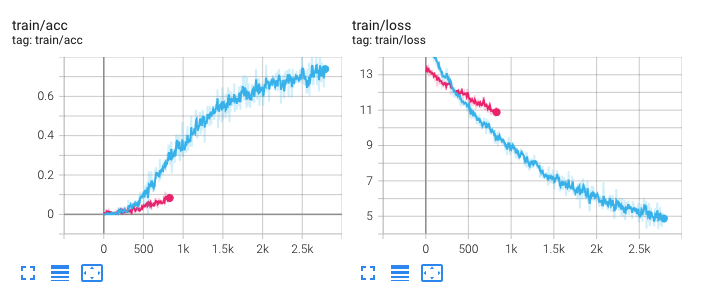 train/acc
tag: train/acc
0.6
0.4
0.2
0
0 500 1k 1.5k 2k 2.5k
train/loss
tag: train/loss
13
11
9
7
5
0 500 1k 1.5k 2k 2.5k